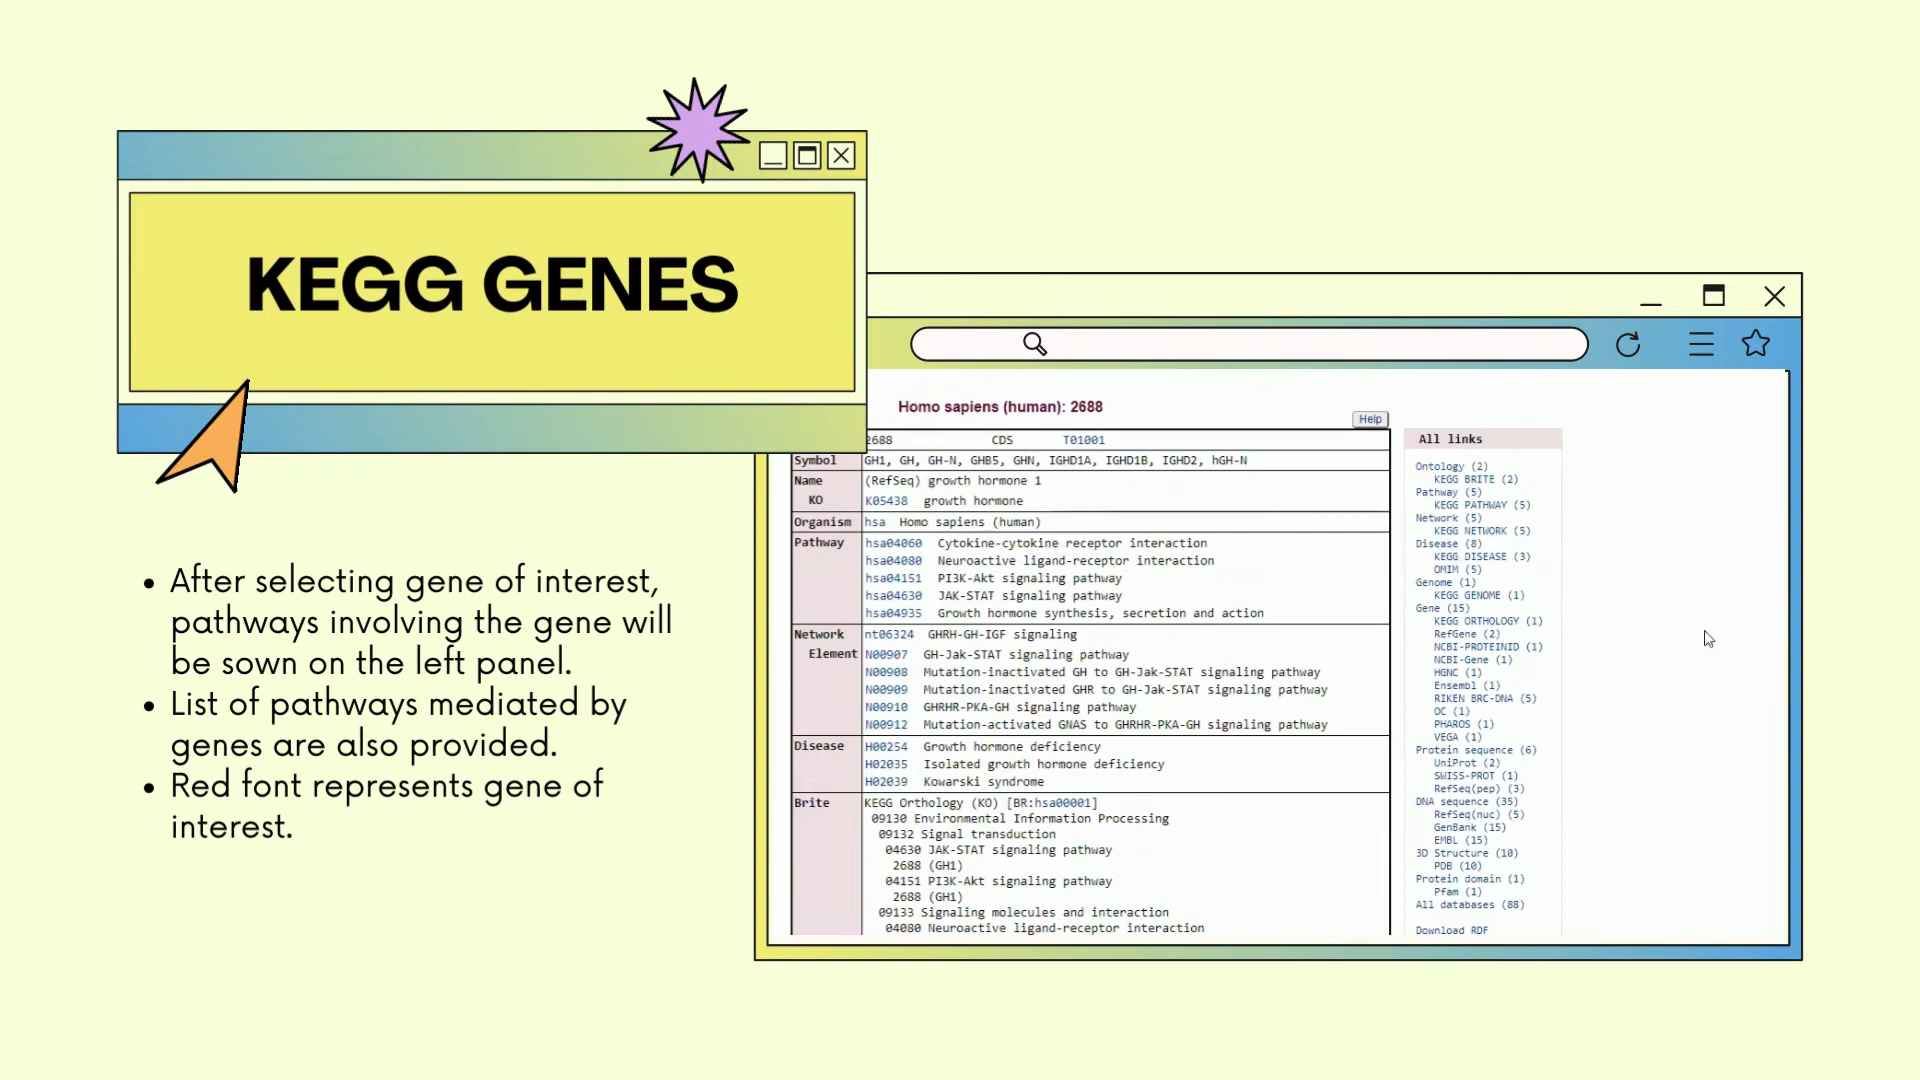 KEGG GENES
After selecting gene of interest,
pathways involving the gene will
be sown on the left panel.
List of pathways mediated by
genes are also provided.
Red font represents gene of
interest.
Homo sapiens (human): 2688
Help
2688 CDS T01001
Symbol GH1, GH, GH-N, GHB5, GHN, IGHD1A, IGHD1B, IGHD2, hGH-N
Name (RefSeq) growth hormone 1
KO K05438 growth hormone
Organism hsa Homo sapiens (human)
Pathway hsa04060 Cytokine-cytokine receptor interaction
hsa04080 Neuroactive ligand-receptor interaction
hsa04151 PI3K-Akt signaling pathway
hsa04630 JAK-STAT signaling pathway
hsa04935 Growth hormone synthesis, secretion and action
Network nt06324 GHRH-GH-IGF signaling
Element N00907 GH-Jak-STAT signaling pathway
N00908 Mutation-inactivated GH to GH-Jak-STAT signaling pathway
N00909 Mutation-inactivated GHR to GH-Jak-STAT signaling pathway
N00910 GHRHR-PKA-GH signaling pathway
N00912 Mutation-activated GNAS to GHRHR-PKA-GH signaling pathway
Disease H00254 Growth hormone deficiency
H02035 Isolated growth hormone deficiency
H02039 Kowarski syndrome
Brite KEGG Orthology (KO) [BR:hsa00001]
09130 Environmental Information Processing
09132 Signal transduction
04630 JAK-STAT signaling pathway
2688 (GH1)
04151 PI3K-Akt signaling pathway
2688 (GH1)
09133 Signaling molecules and interaction
04080 Neuroactive ligand-receptor interaction
All links
Ontology (2)
KEGG BRITE (2)
Pathway (5)
KEGG PATHWAY (5)
Network (5)
KEGG NETWORK (5)
Disease (8)
KEGG DISEASE (3)
OMIM (5)
Genome (1)
KEGG GENOME (1)
Gene (15)
KEGG ORTHOLOGY (1)
RefGene (2)
NCBI-PROTEINID (1)
NCBI-Gene (1)
HGNC (1)
Ensembl (1)
RIKEN BRC-DNA (5)
OC (1)
PHAROS (1)
VEGA (1)
Protein sequence (6)
UniProt (2)
SWISS-PROT (1)
RefSeq(pep) (3)
DNA sequence (35)
RefSeq(nuc) (5)
GenBank (15)
EMBL (15)
3D Structure (10)
PDB (10)
Protein domain (1)
Pfam (1)
All databases (88)
Download RDF